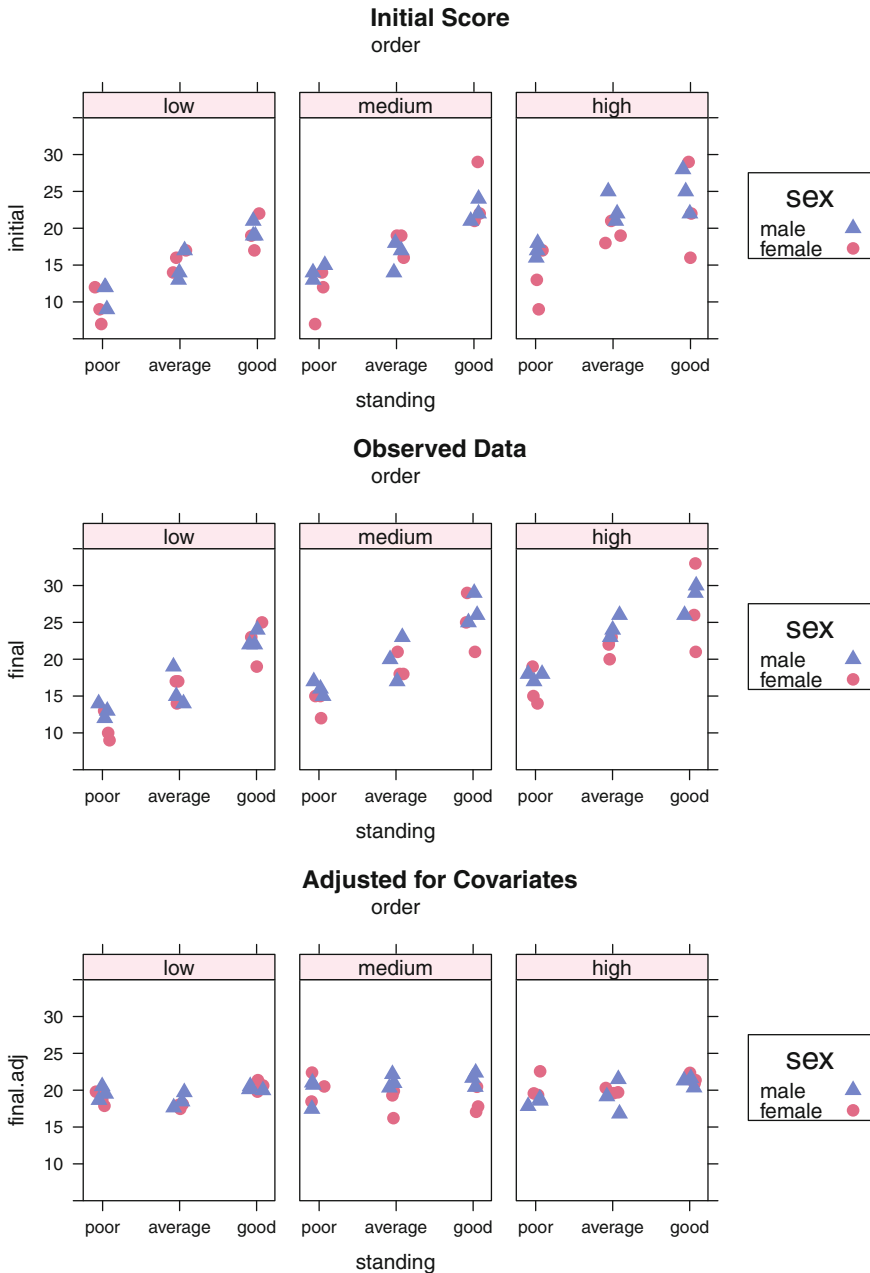 Initial Score
order
low medium high
30
25
20
15
10
initial
poor average good poor average good poor average good
standing
sex
male
female
Observed Data
order
low medium high
30
25
20
15
10
final
poor average good poor average good poor average good
standing
sex
male
female
Adjusted for Covariates
order
low medium high
30
25
20
15
10
final.adj
poor average good poor average good poor average good
standing
sex
male
female